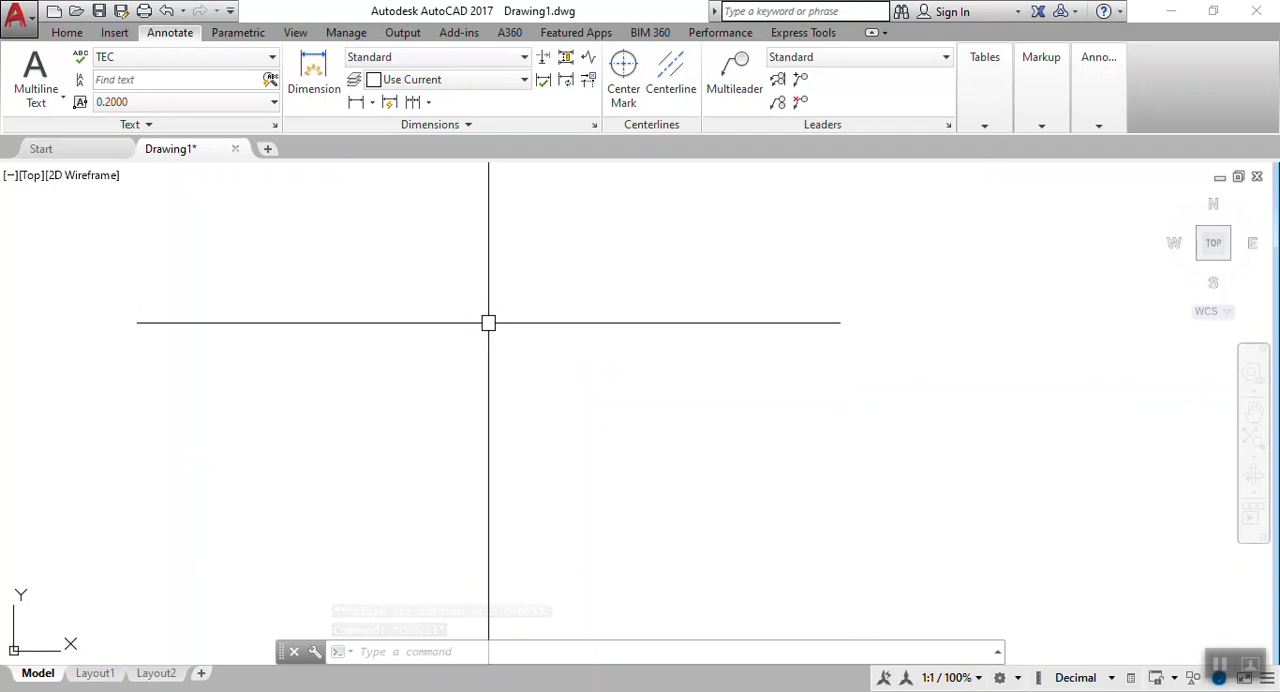 Autodesk AutoCAD 2017 Drawing1.dwg
Type a keyword or phrase
Sign In
Home Insert Annotate Parametric View Manage Output Add-ins A360 Featured Apps BIM 360 Performance Express Tools
Multiline Text
TEC
Find text
0.2000
Text
Dimension
Standard
Use Current
Dimensions
Center Mark
Centerline
Centerlines
Multileader
Standard
Leaders
Tables
Markup
Anno...
Start
Drawing1*
[−][Top][2D Wireframe]
N
W TOP E
S
WCS
Y
X
Command: *Cancel*
Type a command
Model Layout1 Layout2
1:1 / 100%
Decimal